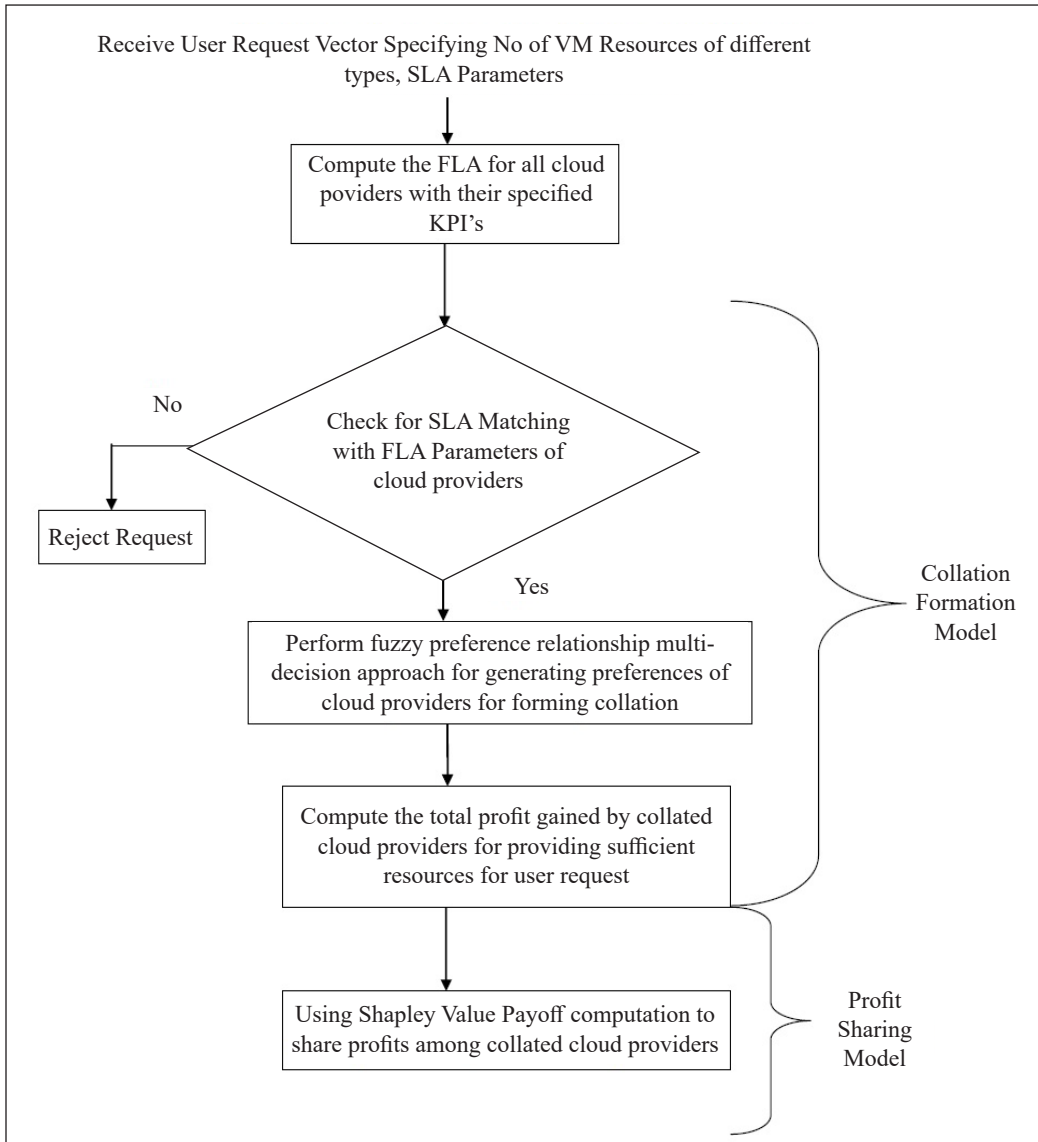 Receive User Request Vector Specifying No of VM Resources of different
types, SLA Parameters
Compute the FLA for all cloud
poviders with their specified
KPI's
No
Check for SLA Matching
with FLA Parameters of
cloud providers
Reject Request
Yes
Perform fuzzy preference relationship multi-
decision approach for generating preferences of
cloud providers for forming collation
Collation
Formation
Model
Compute the total profit gained by collated
cloud providers for providing sufficient
resources for user request
Using Shapley Value Payoff computation to
share profits among collated cloud providers
Profit
Sharing
Model